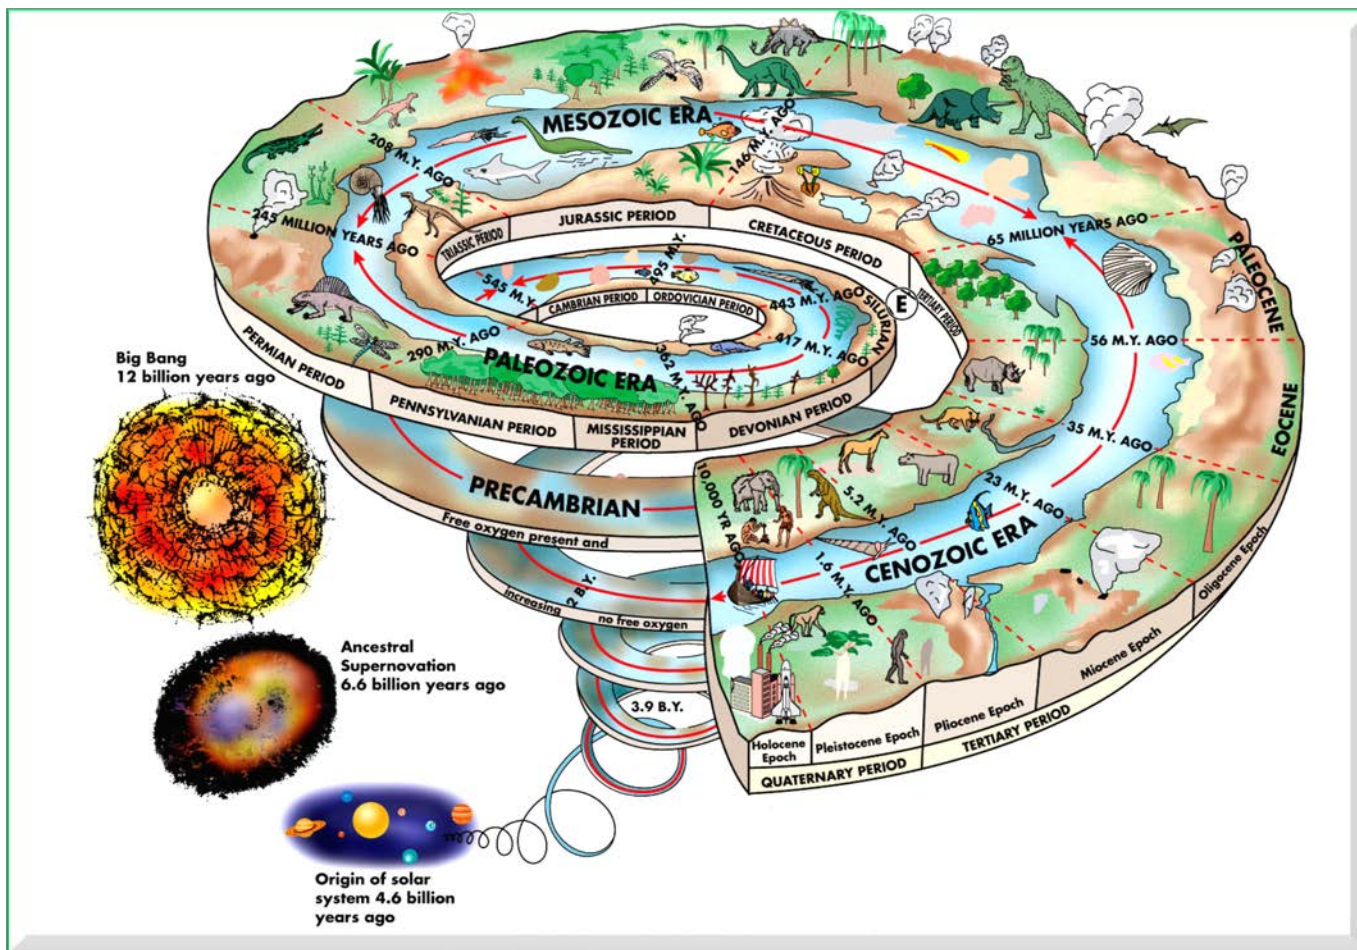 MESOZOIC ERA
208 M.Y. AGO
146 M.Y. AGO
245 MILLION YEARS AGO
65 MILLION YEARS AGO
TRIASSIC PERIOD
JURASSIC PERIOD
CRETACEOUS PERIOD
TERTIARY PERIOD
PALEOCENE
545 M.Y.
495 M.Y.
CAMBRIAN PERIOD
ORDOVICIAN PERIOD
443 M.Y. AGO
SILURIAN
E
417 M.Y. AGO
56 M.Y. AGO
290 M.Y. AGO
PALEOZOIC ERA
362 M.Y. AGO
PERMIAN PERIOD
PENNSYLVANIAN PERIOD
MISSISSIPPIAN
PERIOD
DEVONIAN PERIOD
EOCENE
35 M.Y. AGO
23 M.Y. AGO
Big Bang
12 billion years ago
PRECAMBRIAN
Free oxygen present and
10,000 YR AGO
5.2 M.Y. AGO
1.6 M.Y. AGO
CENOZOIC ERA
2 B.Y.
increasing
no free oxygen
Ancestral
Supernovation
6.6 billion years ago
3.9 B.Y.
Holocene
Epoch
Pleistocene Epoch
Pliocene Epoch
Miocene Epoch
Oligocene Epoch
QUATERNARY PERIOD
TERTIARY PERIOD
Origin of solar
system 4.6 billion
years ago